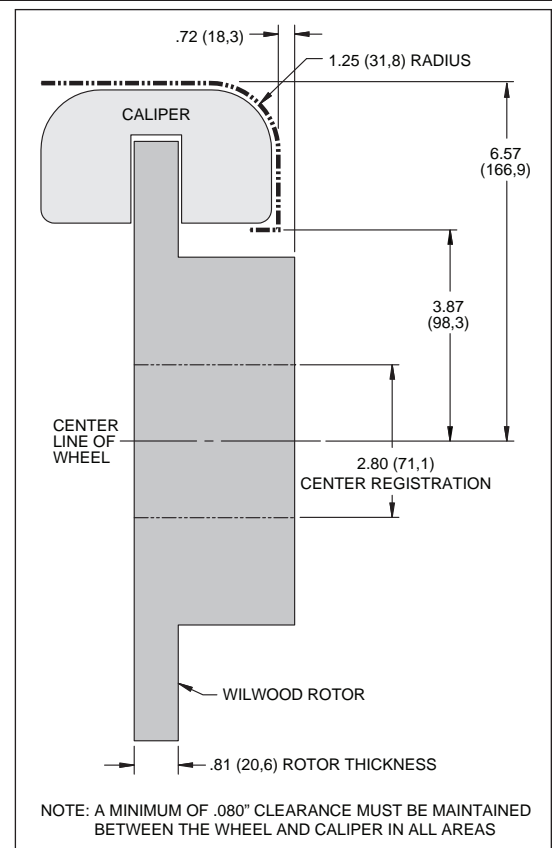 .72 (18,3)
1.25 (31,8) RADIUS
CALIPER
6.57
(166,9)
3.87
(98,3)
CENTER
LINE OF
WHEEL
2.80 (71,1)
CENTER REGISTRATION
WILWOOD ROTOR
.81 (20,6) ROTOR THICKNESS
NOTE: A MINIMUM OF .080” CLEARANCE MUST BE MAINTAINED
BETWEEN THE WHEEL AND CALIPER IN ALL AREAS